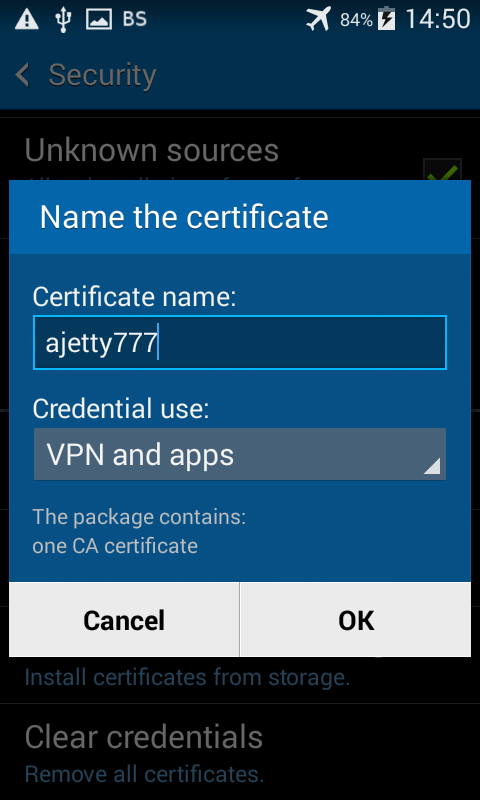 BS 84% 14:50
Security
Unknown sources
Name the certificate
Certificate name:
ajetty777
Credential use:
VPN and apps
The package contains:
one CA certificate
Cancel OK
Install certificates from storage.
Clear credentials
Remove all certificates.